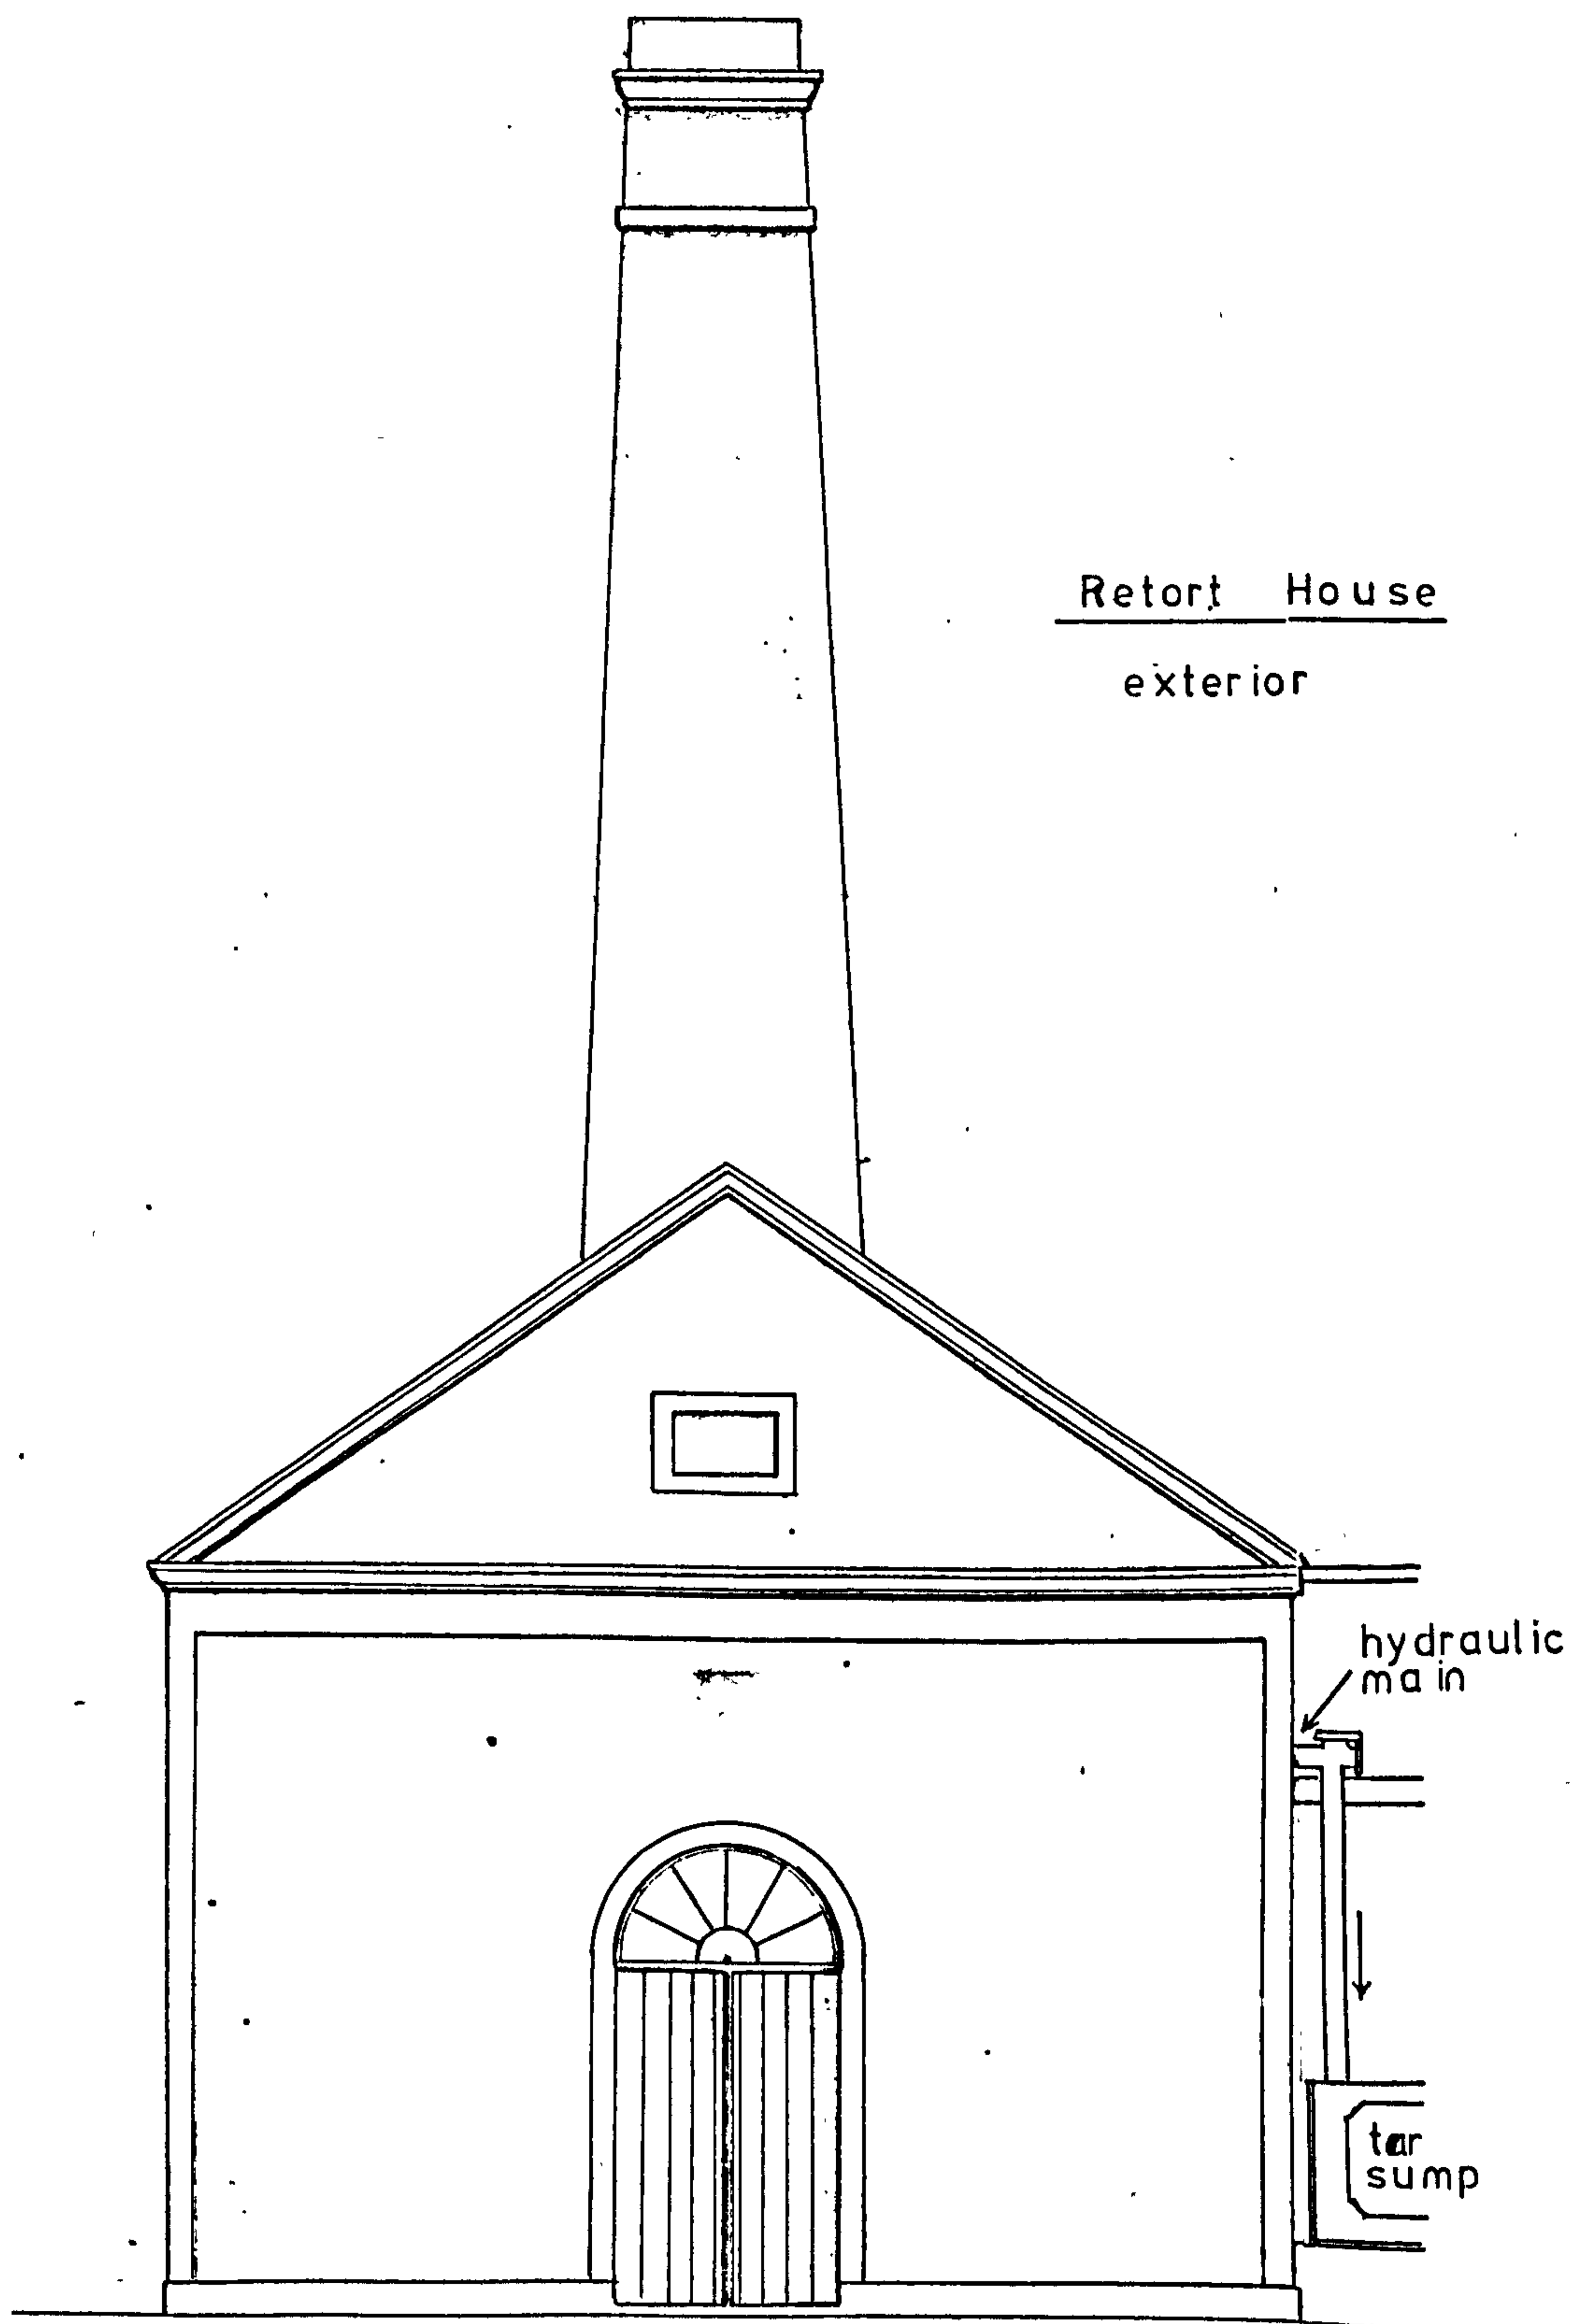 Retort House
exterior
hydraulic
main
tar
sump